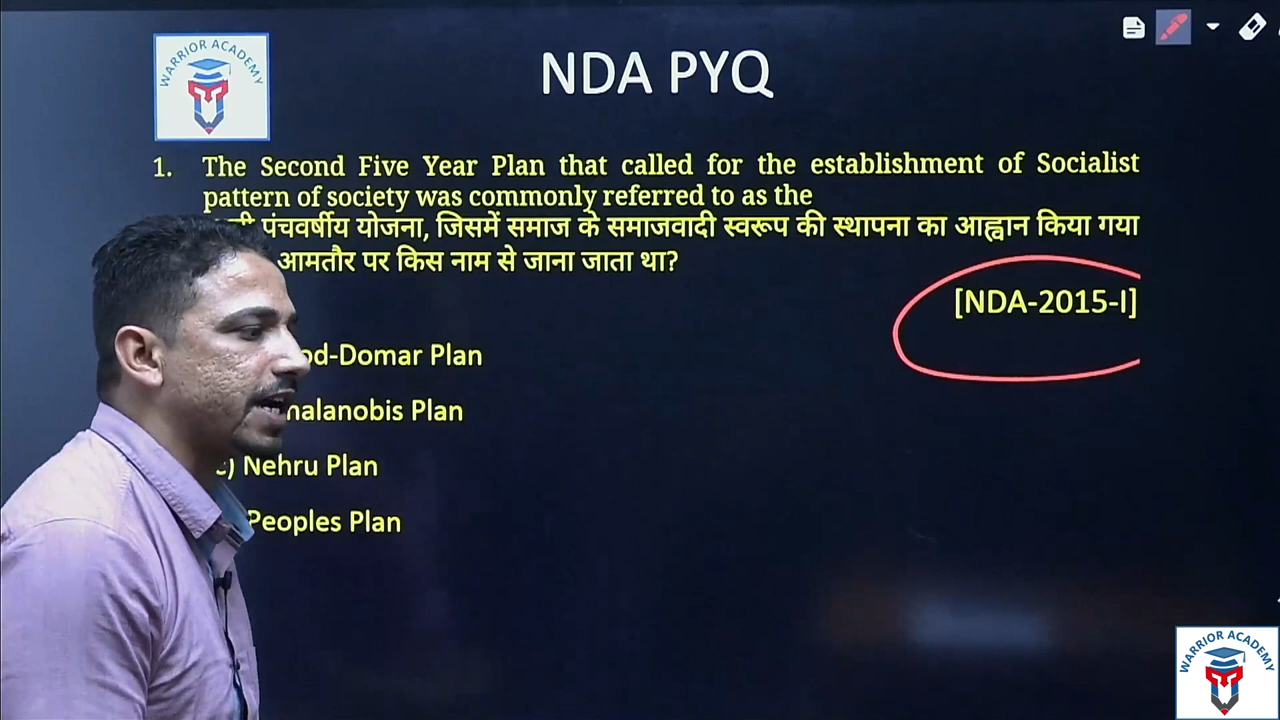 WARRIOR ACADEMY
NDA PYQ
1. The Second Five Year Plan that called for the establishment of Socialist
pattern of society was commonly referred to as the
पंचवर्षीय योजना, जिसमें समाज के समाजवादी स्वरूप की स्थापना का आह्वान किया गया
आमतौर पर किस नाम से जाना जाता था?
[NDA-2015-I]
od-Domar Plan
halanobis Plan
c) Nehru Plan
Peoples Plan
WARRIOR ACADEMY